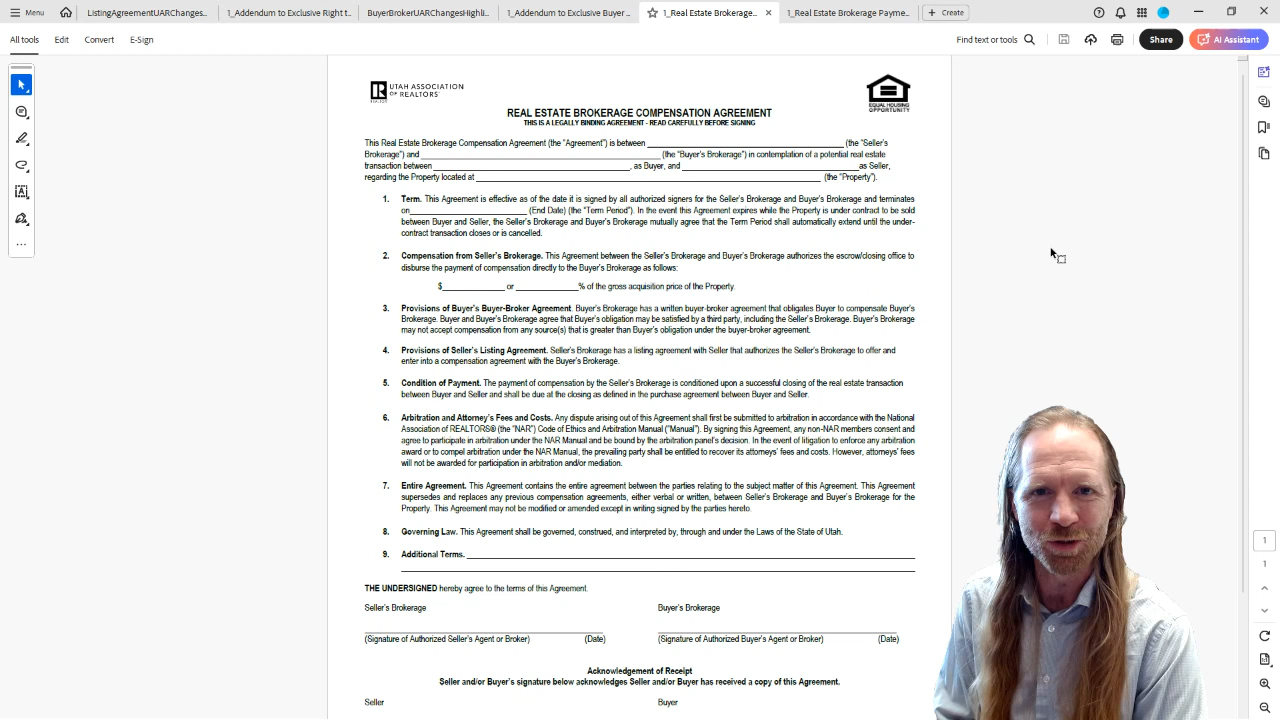 Menu
ListingAgreementUARChanges...
1_Addendum to Exclusive Right t...
BuyerBrokerUARChangesHighli...
1_Addendum to Exclusive Buyer ...
1_Real Estate Brokerage...
1_Real Estate Brokerage Payme...
Create
All tools
Edit
Convert
E-Sign
Find text or tools
Share
AI Assistant
UTAH ASSOCIATION
OF REALTORS®
EQUAL HOUSING
OPPORTUNITY
REAL ESTATE BROKERAGE COMPENSATION AGREEMENT
THIS IS A LEGALLY BINDING AGREEMENT - READ CAREFULLY BEFORE SIGNING
This Real Estate Brokerage Compensation Agreement (the "Agreement") is between ____________________ (the "Seller's
Brokerage") and ____________________ (the "Buyer's Brokerage") in contemplation of a potential real estate
transaction between ____________________, as Buyer, and ____________________as Seller,
regarding the Property located at ____________________ (the "Property").
1. Term. This Agreement is effective as of the date it is signed by all authorized signers for the Seller's Brokerage and Buyer's Brokerage and terminates
on____________________ (End Date) (the "Term Period"). In the event this Agreement expires while the Property is under contract to be sold
between Buyer and Seller, the Seller's Brokerage and Buyer's Brokerage mutually agree that the Term Period shall automatically extend until the under-
contract transaction closes or is cancelled.
2. Compensation from Seller's Brokerage. This Agreement between the Seller's Brokerage and Buyer's Brokerage authorizes the escrow/closing office to
disburse the payment of compensation directly to the Buyer's Brokerage as follows:
$____________ or ____________% of the gross acquisition price of the Property.
3. Provisions of Buyer's Buyer-Broker Agreement. Buyer's Brokerage has a written buyer-broker agreement that obligates Buyer to compensate Buyer's
Brokerage. Buyer and Buyer's Brokerage agree that Buyer's obligation may be satisfied by a third party, including the Seller's Brokerage. Buyer's Brokerage
may not accept compensation from any source(s) that is greater than Buyer's obligation under the buyer-broker agreement.
4. Provisions of Seller's Listing Agreement. Seller's Brokerage has a listing agreement with Seller that authorizes the Seller's Brokerage to offer and
enter into a compensation agreement with the Buyer's Brokerage.
5. Condition of Payment. The payment of compensation by the Seller's Brokerage is conditioned upon a successful closing of the real estate transaction
between Buyer and Seller and shall be due at the closing as defined in the purchase agreement between Buyer and Seller.
6. Arbitration and Attorney's Fees and Costs. Any dispute arising out of this Agreement shall first be submitted to arbitration in accordance with the National
Association of REALTORS® (the "NAR") Code of Ethics and Arbitration Manual ("Manual"). By signing this Agreement, any non-NAR members consent and
agree to participate in arbitration under the NAR Manual and be bound by the arbitration panel's decision. In the event of litigation to enforce any arbitration
award or to compel arbitration under the NAR Manual, the prevailing party shall be entitled to recover its attorneys' fees and costs. However, attorneys' fees
will not be awarded for participation in arbitration and/or mediation.
7. Entire Agreement. This Agreement contains the entire agreement between the parties relating to the subject matter of this Agreement. This Agreement
supersedes and replaces any previous compensation agreements, either verbal or written, between Seller's Brokerage and Buyer's Brokerage for the
Property. This Agreement may not be modified or amended except in writing signed by the parties hereto.
8. Governing Law. This Agreement shall be governed, construed, and interpreted by, through and under the Laws of the State of Utah.
9. Additional Terms. ____________________
THE UNDERSIGNED hereby agree to the terms of this Agreement.
Seller's Brokerage
Buyer's Brokerage
(Signature of Authorized Seller's Agent or Broker) (Date)
(Signature of Authorized Buyer's Agent or Broker) (Date)
Acknowledgement of Receipt
Seller and/or Buyer's signature below acknowledges Seller and/or Buyer has received a copy of this Agreement.
Seller
Buyer
1
1